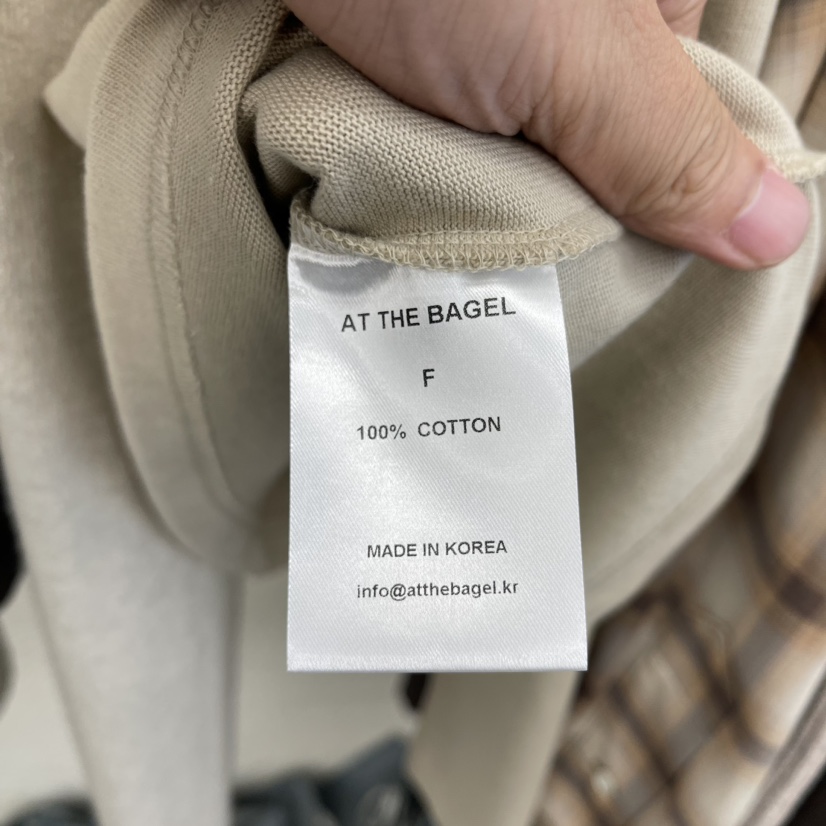 AT THE BAGEL
F
100% COTTON
MADE IN KOREA
info@atthebagel.kr